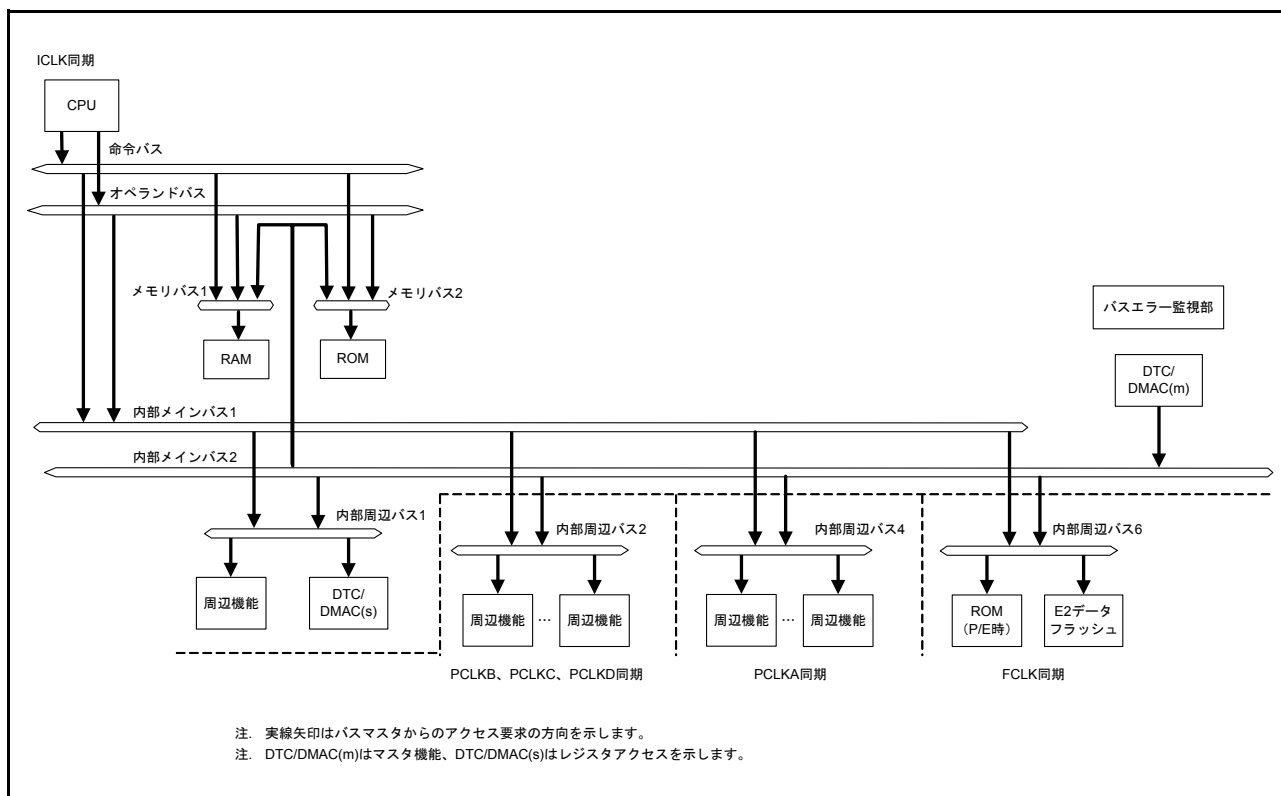 ICLK同期
CPU
命令バス
オペランドバス
メモリバス1
メモリバス2
RAM
ROM
バスエラー監視部
DTC/
DMAC(m)
内部メインバス1
内部メインバス2
内部周辺バス1
内部周辺バス2
内部周辺バス4
内部周辺バス6
周辺機能
DTC/
DMAC(s)
周辺機能 … 周辺機能
周辺機能 … 周辺機能
ROM
（P/E時）
E2データ
フラッシュ
PCLKB、PCLKC、PCLKD同期
PCLKA同期
FCLK同期
注. 実線矢印はバスマスタからのアクセス要求の方向を示します。
注. DTC/DMAC(m)はマスタ機能、DTC/DMAC(s)はレジスタアクセスを示します。